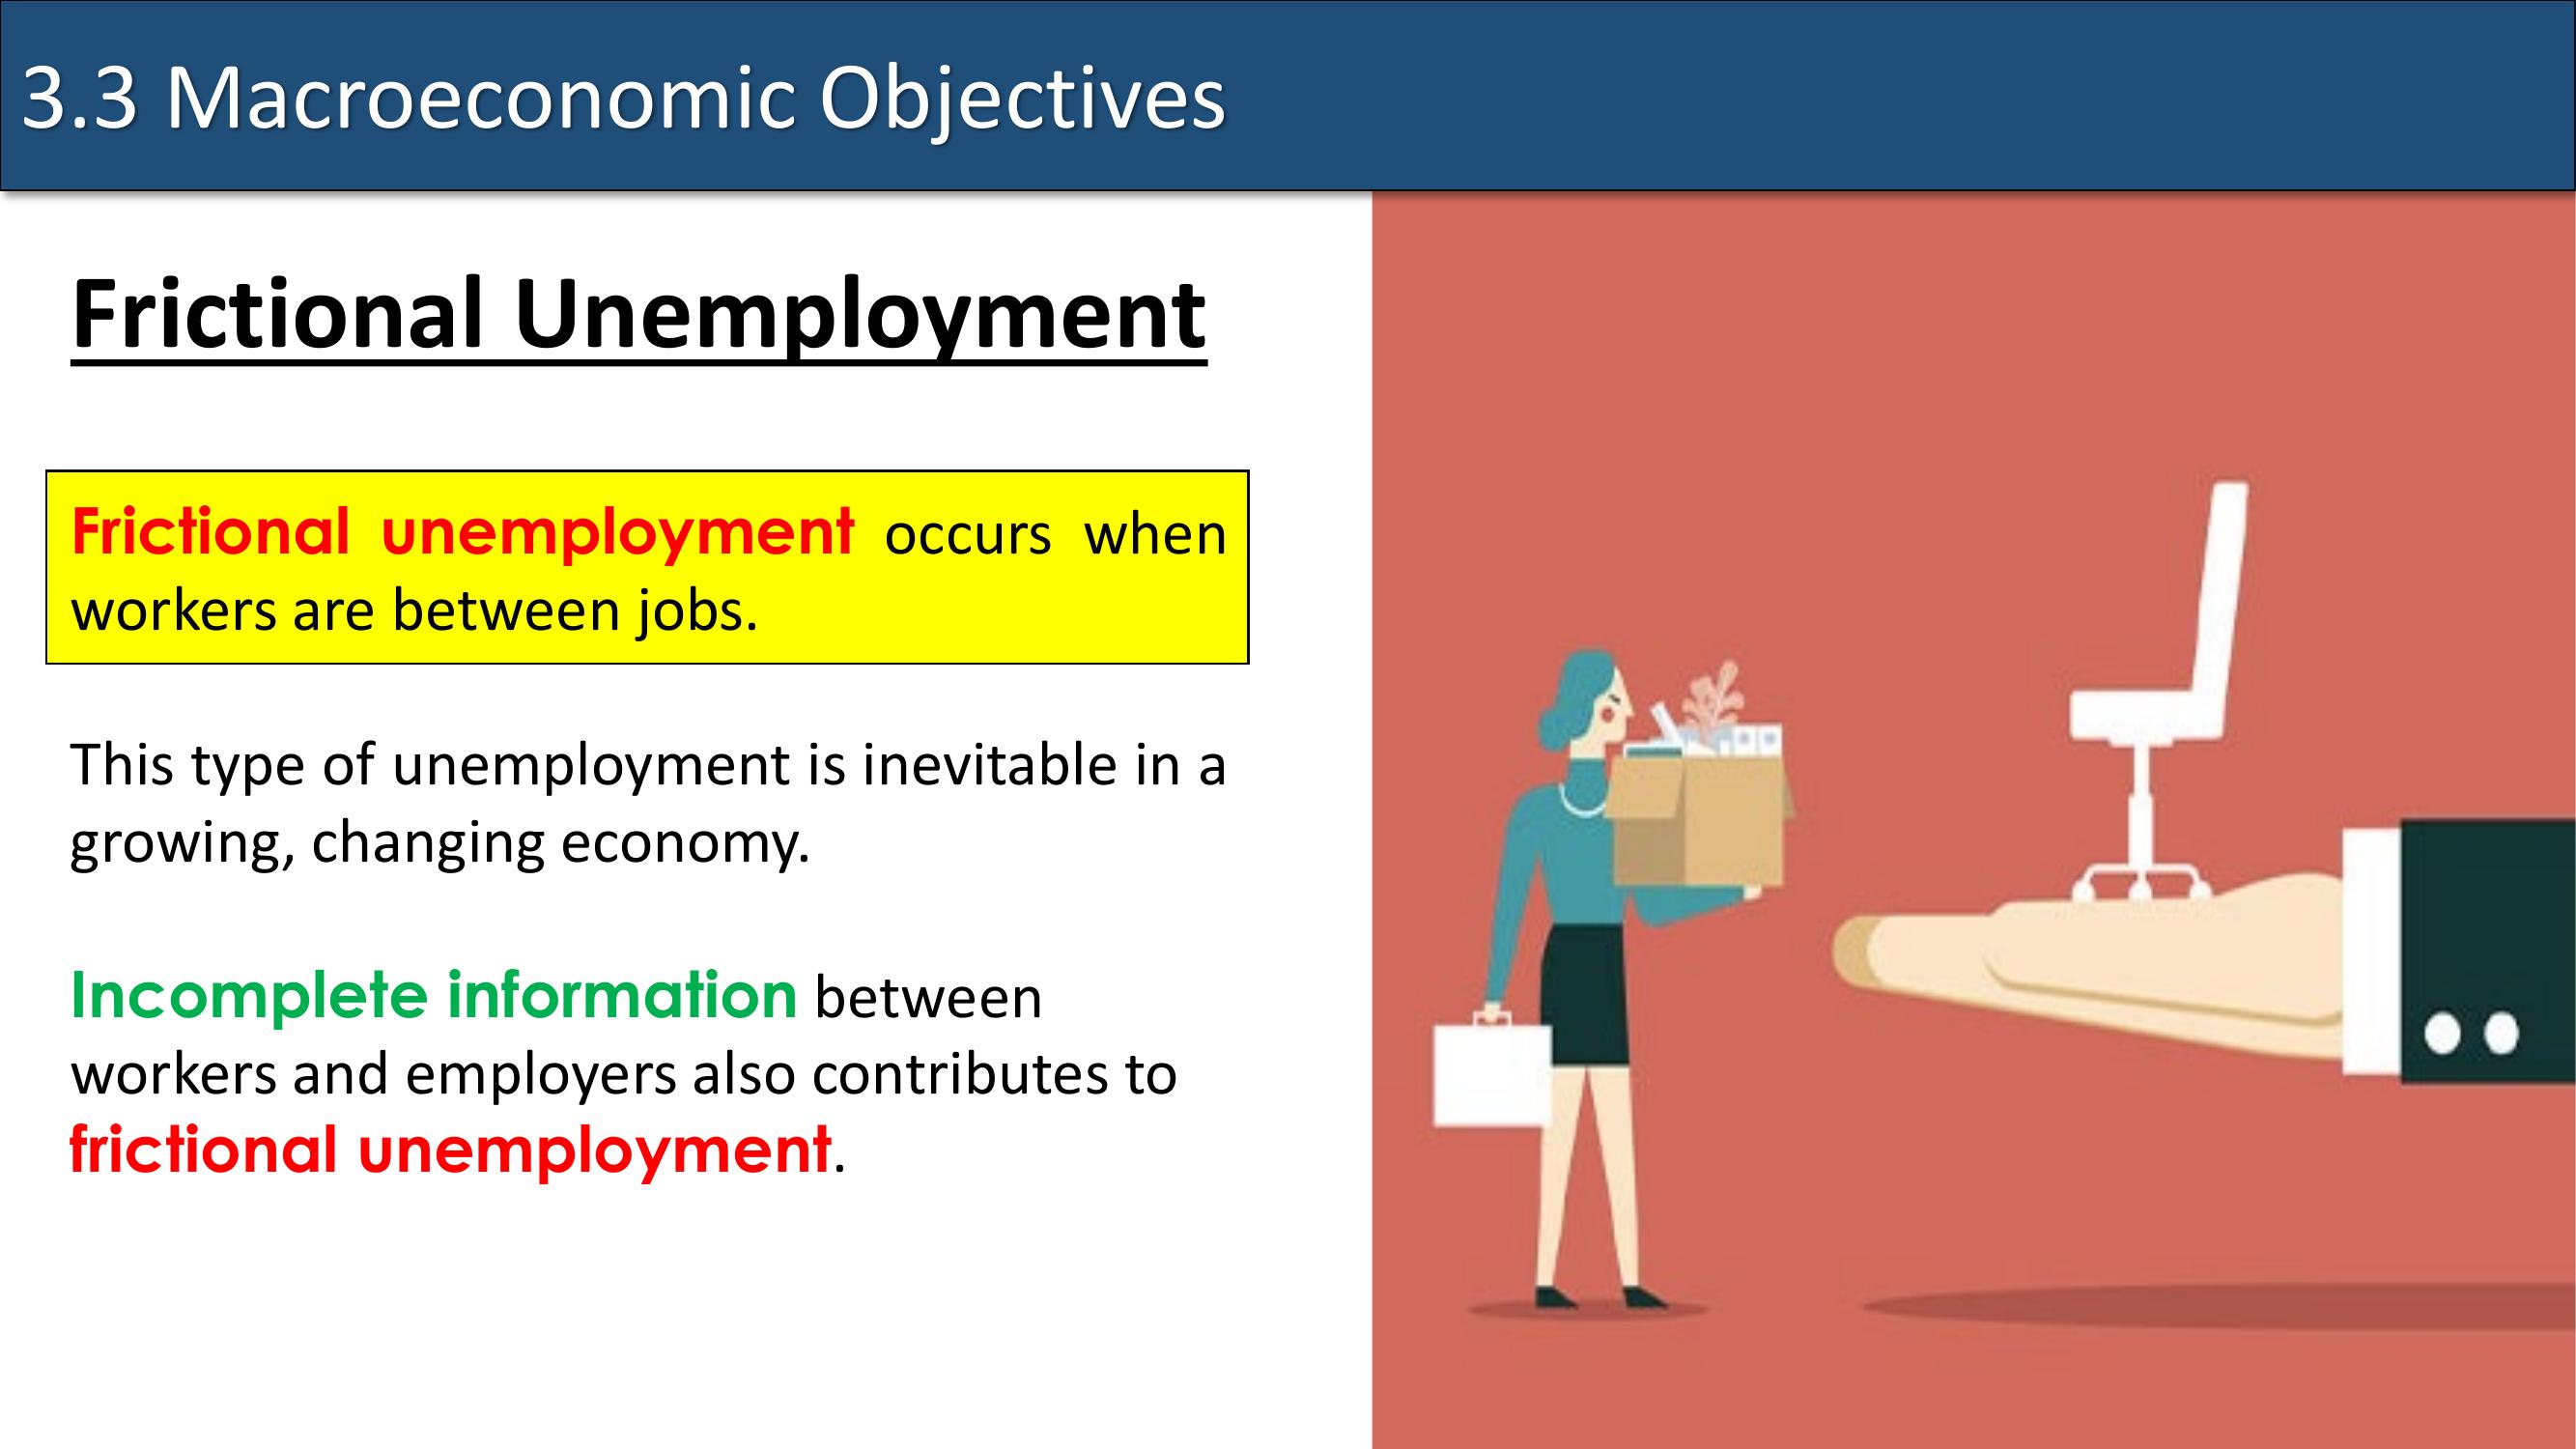 3.3 Macroeconomic Objectives
Frictional Unemployment
Frictional unemployment occurs when
workers are between jobs.
This type of unemployment is inevitable in a
growing, changing economy.
Incomplete information between
workers and employers also contributes to
frictional unemployment.